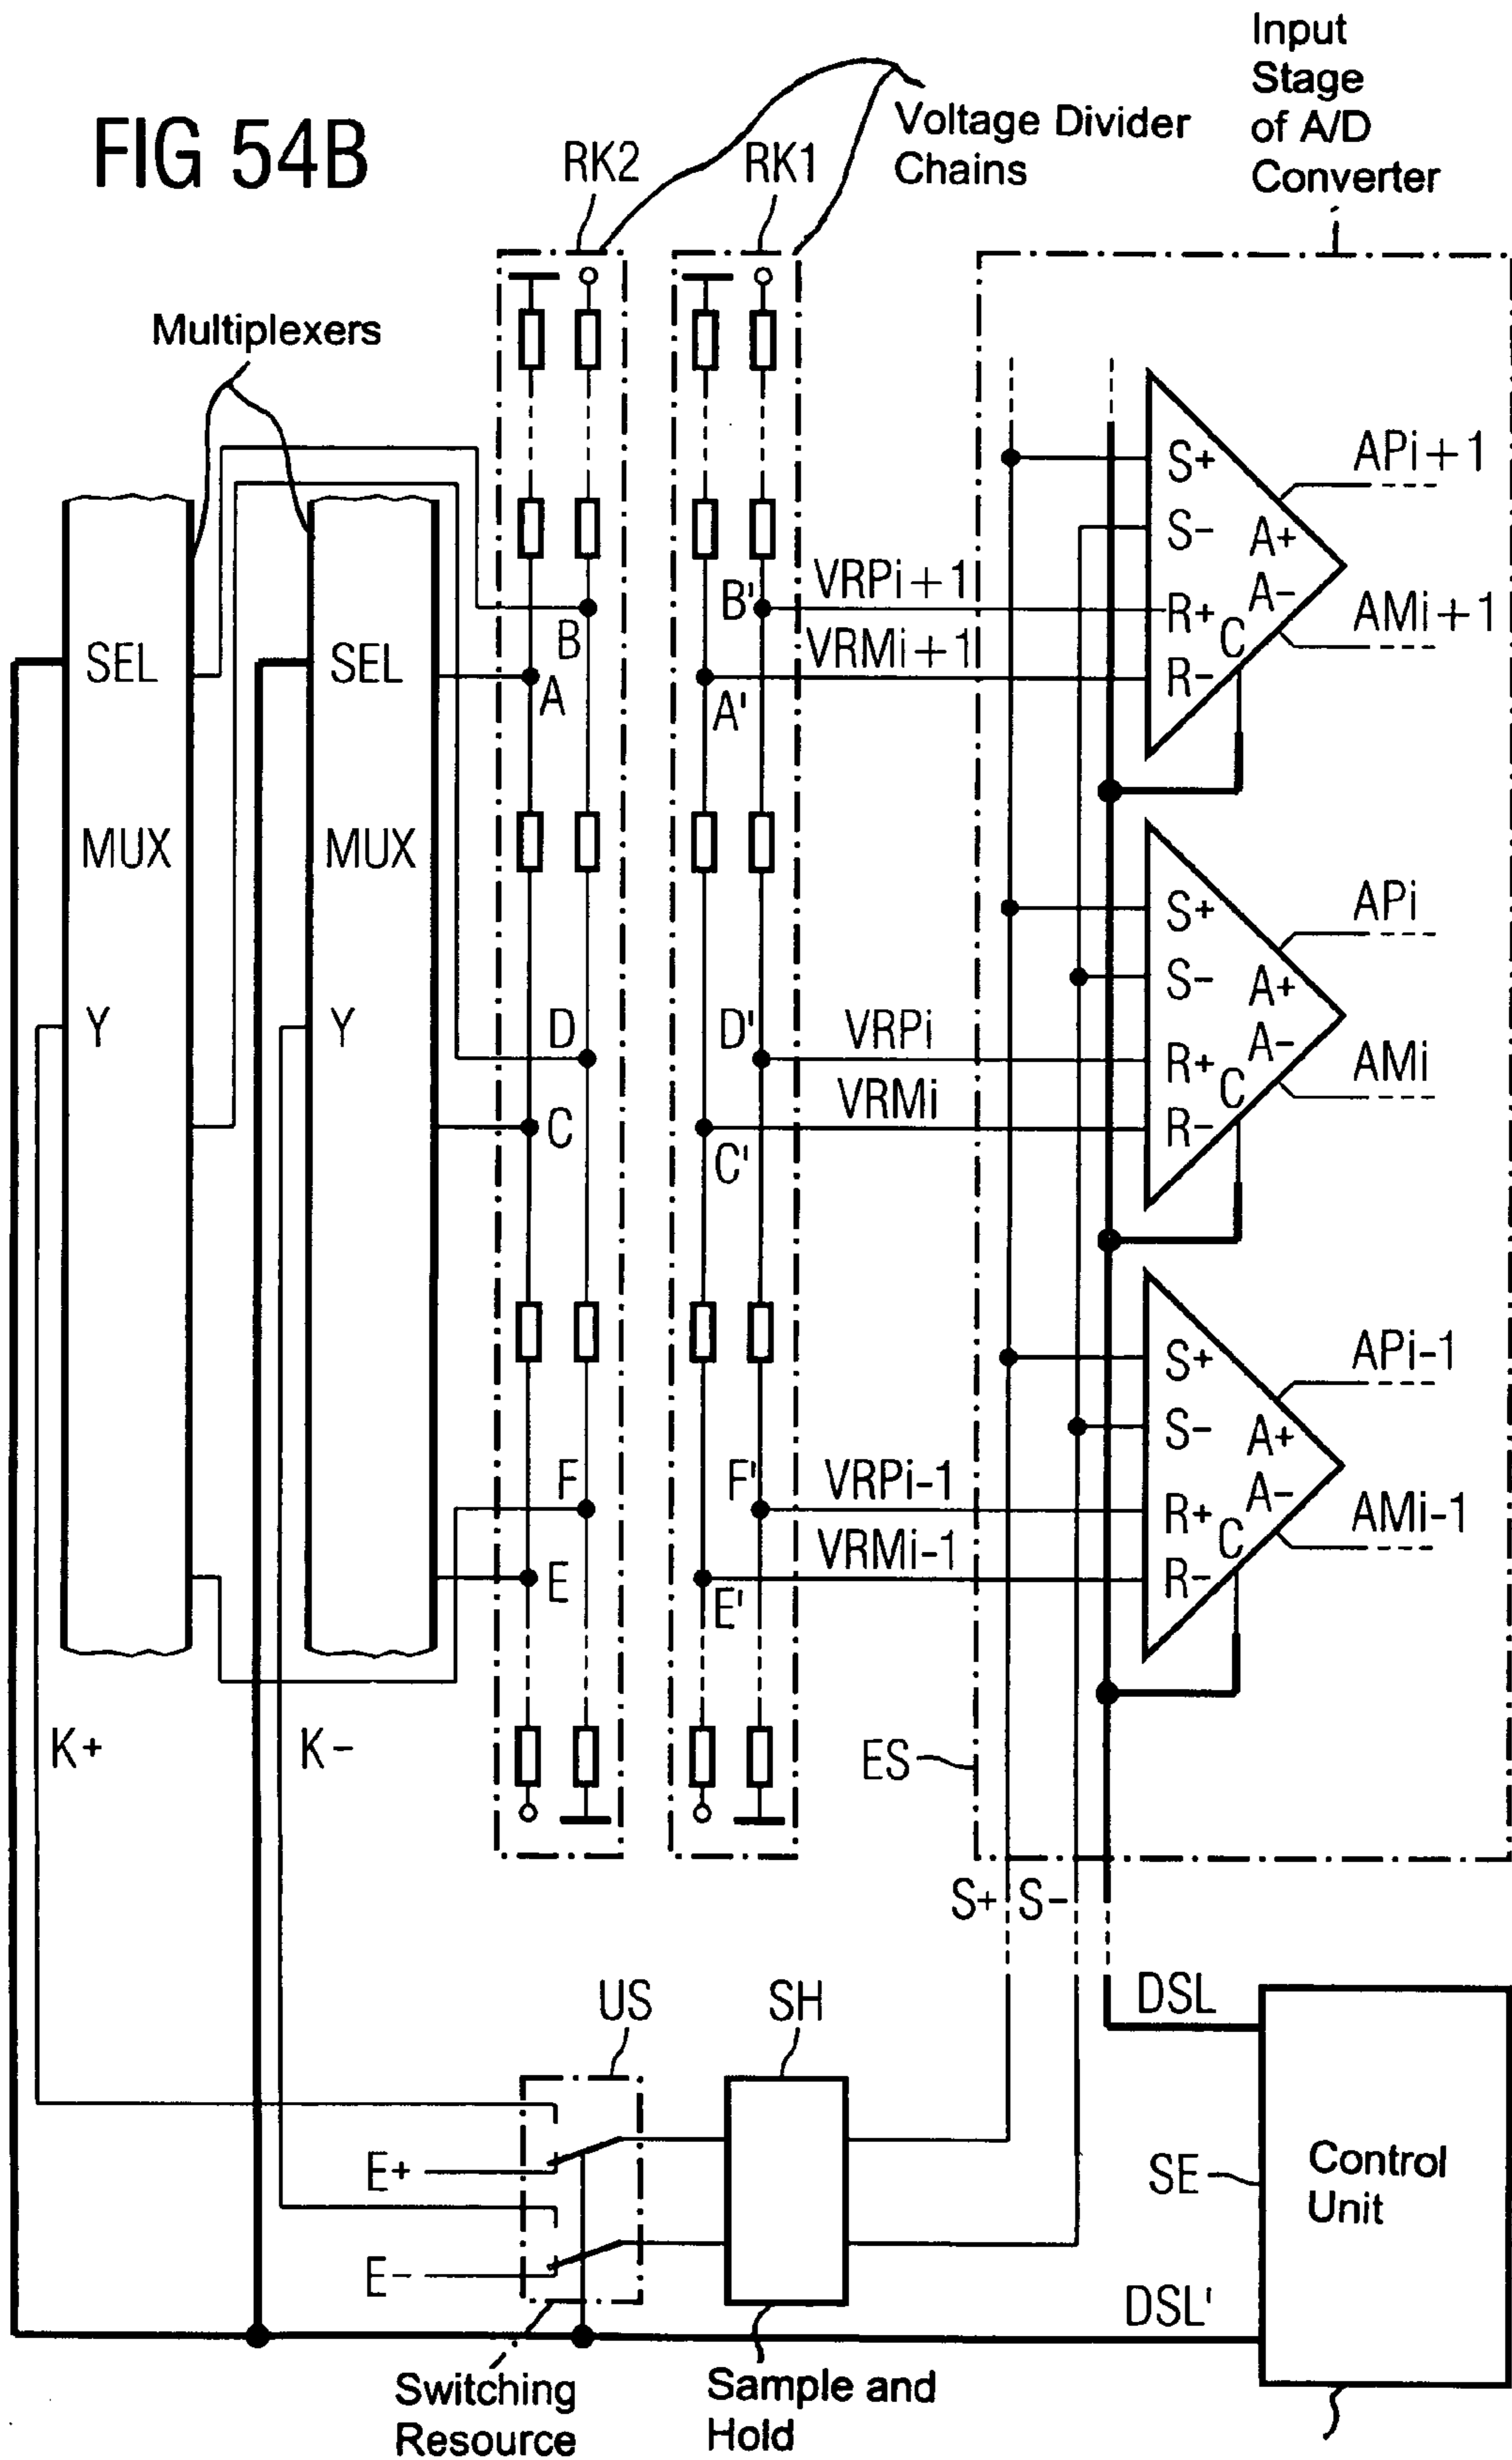 FIG 54B
Input
Stage
of A/D
Converter
Voltage Divider
Chains
RK2
RK1
Multiplexers
SEL
MUX
Y
SEL
MUX
Y
K+
K-
B
A
D
C
F
E
B'
A'
D'
C'
F'
E'
VRPi+1
VRMi+1
VRPi
VRMi
VRPi-1
VRMi-1
S+
S-
R+
R-
C
A+
A-
APi+1
AMi+1
S+
S-
R+
R-
C
A+
A-
APi
AMi
S+
S-
R+
R-
C
A+
A-
APi-1
AMi-1
ES
S+ S-
US
SH
DSL
E+
E-
SE
Control
Unit
DSL'
Switching
Resource
Sample and
Hold